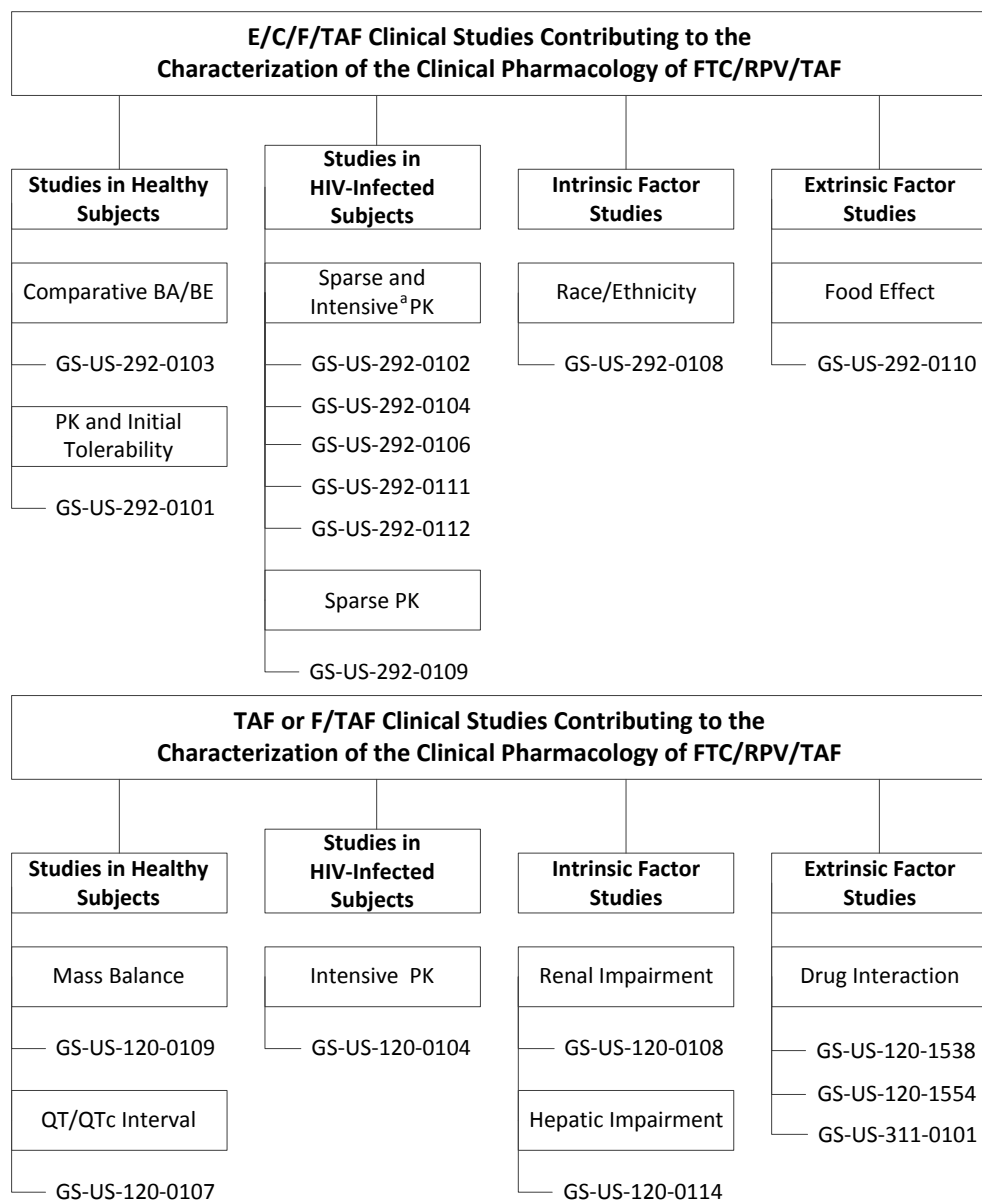 E/C/F/TAF Clinical Studies Contributing to the
Characterization of the Clinical Pharmacology of FTC/RPV/TAF
Studies in Healthy
Subjects
Comparative BA/BE
GS-US-292-0103
PK and Initial
Tolerability
GS-US-292-0101
Studies in
HIV-Infected
Subjects
Sparse and
Intensiveᵃ PK
GS-US-292-0102
GS-US-292-0104
GS-US-292-0106
GS-US-292-0111
GS-US-292-0112
Sparse PK
GS-US-292-0109
Intrinsic Factor
Studies
Race/Ethnicity
GS-US-292-0108
Extrinsic Factor
Studies
Food Effect
GS-US-292-0110
TAF or F/TAF Clinical Studies Contributing to the
Characterization of the Clinical Pharmacology of FTC/RPV/TAF
Studies in Healthy
Subjects
Mass Balance
GS-US-120-0109
QT/QTc Interval
GS-US-120-0107
Studies in
HIV-Infected
Subjects
Intensive PK
GS-US-120-0104
Intrinsic Factor
Studies
Renal Impairment
GS-US-120-0108
Hepatic Impairment
GS-US-120-0114
Extrinsic Factor
Studies
Drug Interaction
GS-US-120-1538
GS-US-120-1554
GS-US-311-0101